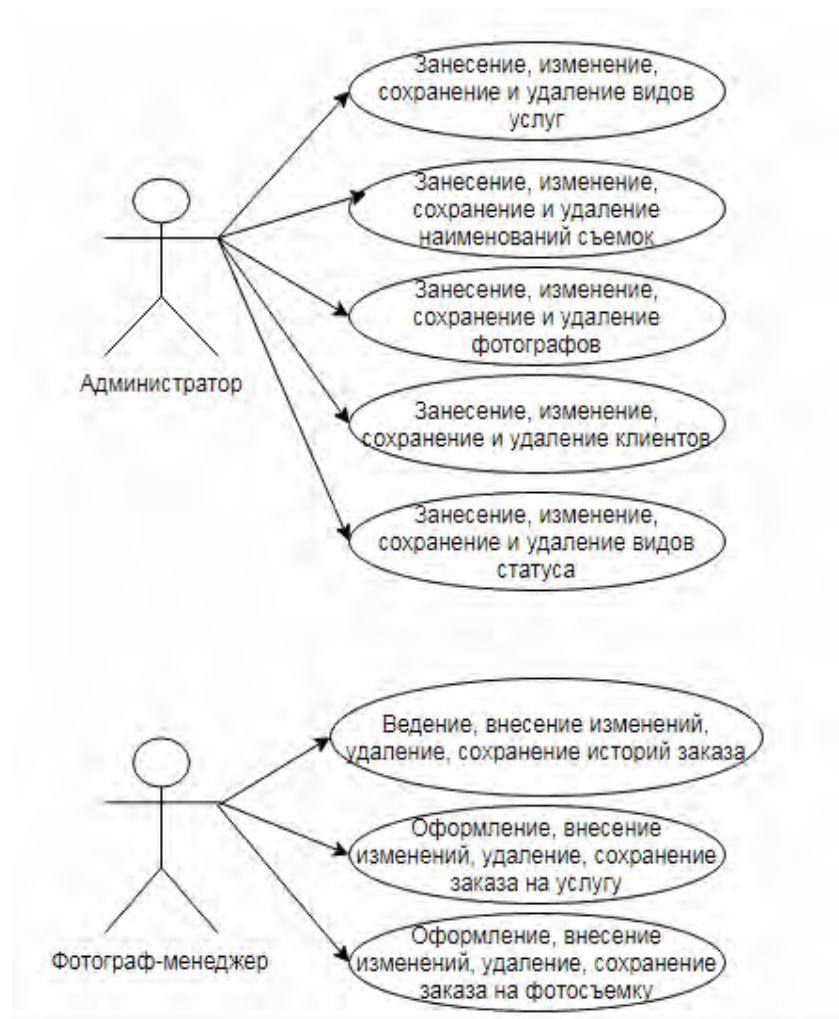 Занесение, изменение,
сохранение и удаление видов
услуг
Занесение, изменение,
сохранение и удаление
наименований съемок
Занесение, изменение,
сохранение и удаление
фотографов
Администратор
Занесение, изменение,
сохранение и удаление клиентов
Занесение, изменение,
сохранение и удаление видов
статуса
Ведение, внесение изменений,
удаление, сохранение историй заказа
Оформление, внесение
изменений, удаление, сохранение
заказа на услугу
Оформление, внесение
изменений, удаление, сохранение
заказа на фотосъемку
Фотограф-менеджер